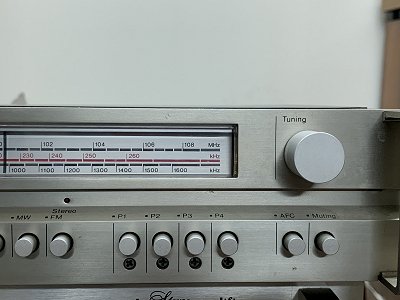 Tuning
102 104 106 108 MHz
230 240 250 260 kHz
1000 1100 1200 1300 1400 1500 1600 kHz
Stereo
MW FM P1 P2 P3 P4 AFC Muting